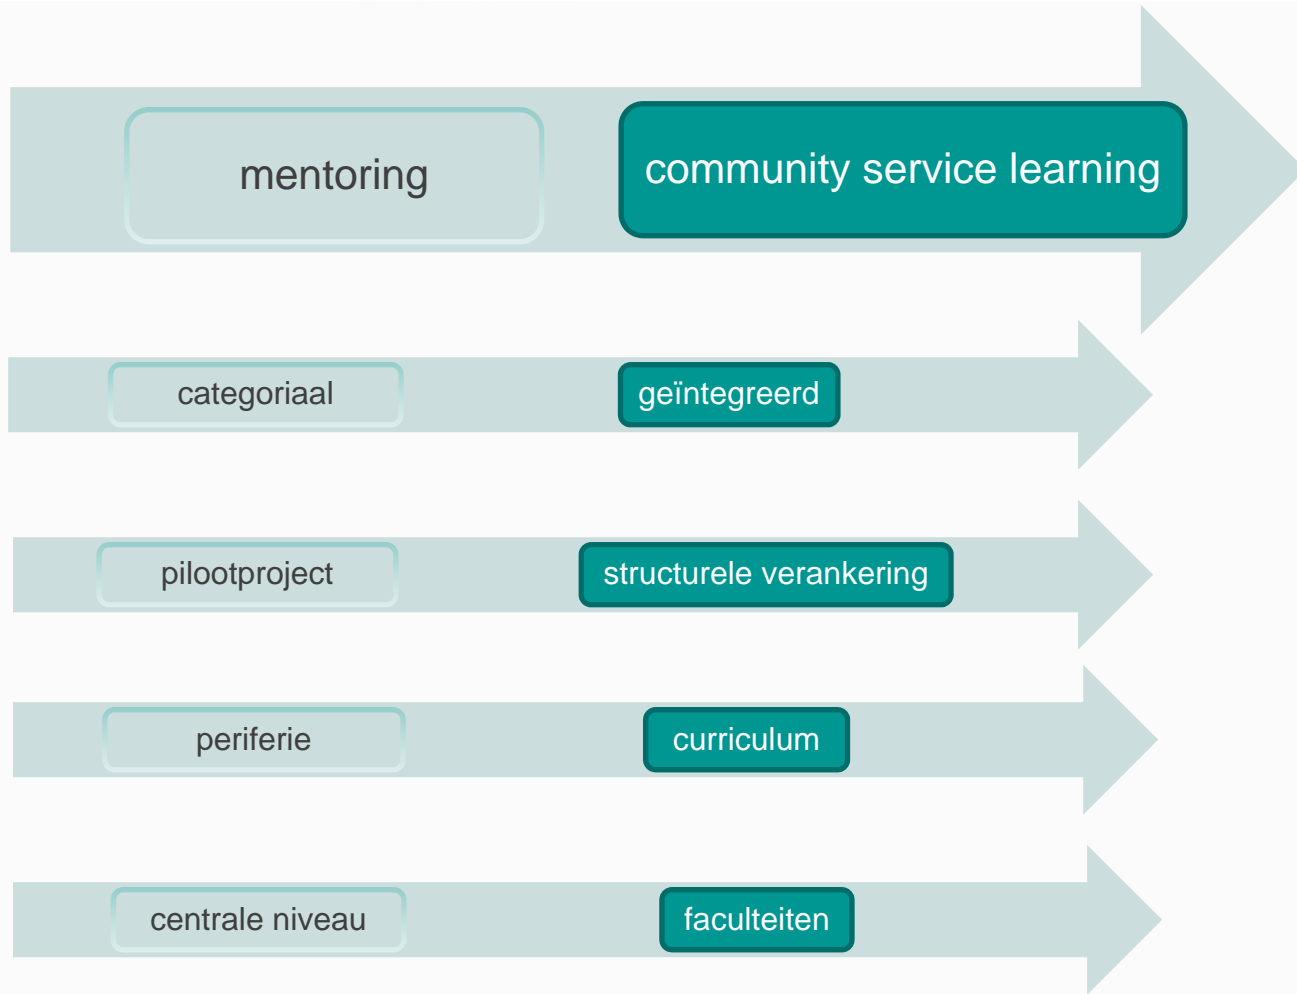 mentoring
community service learning
categoriaal
geïntegreerd
pilootproject
structurele verankering
periferie
curriculum
centrale niveau
faculteiten